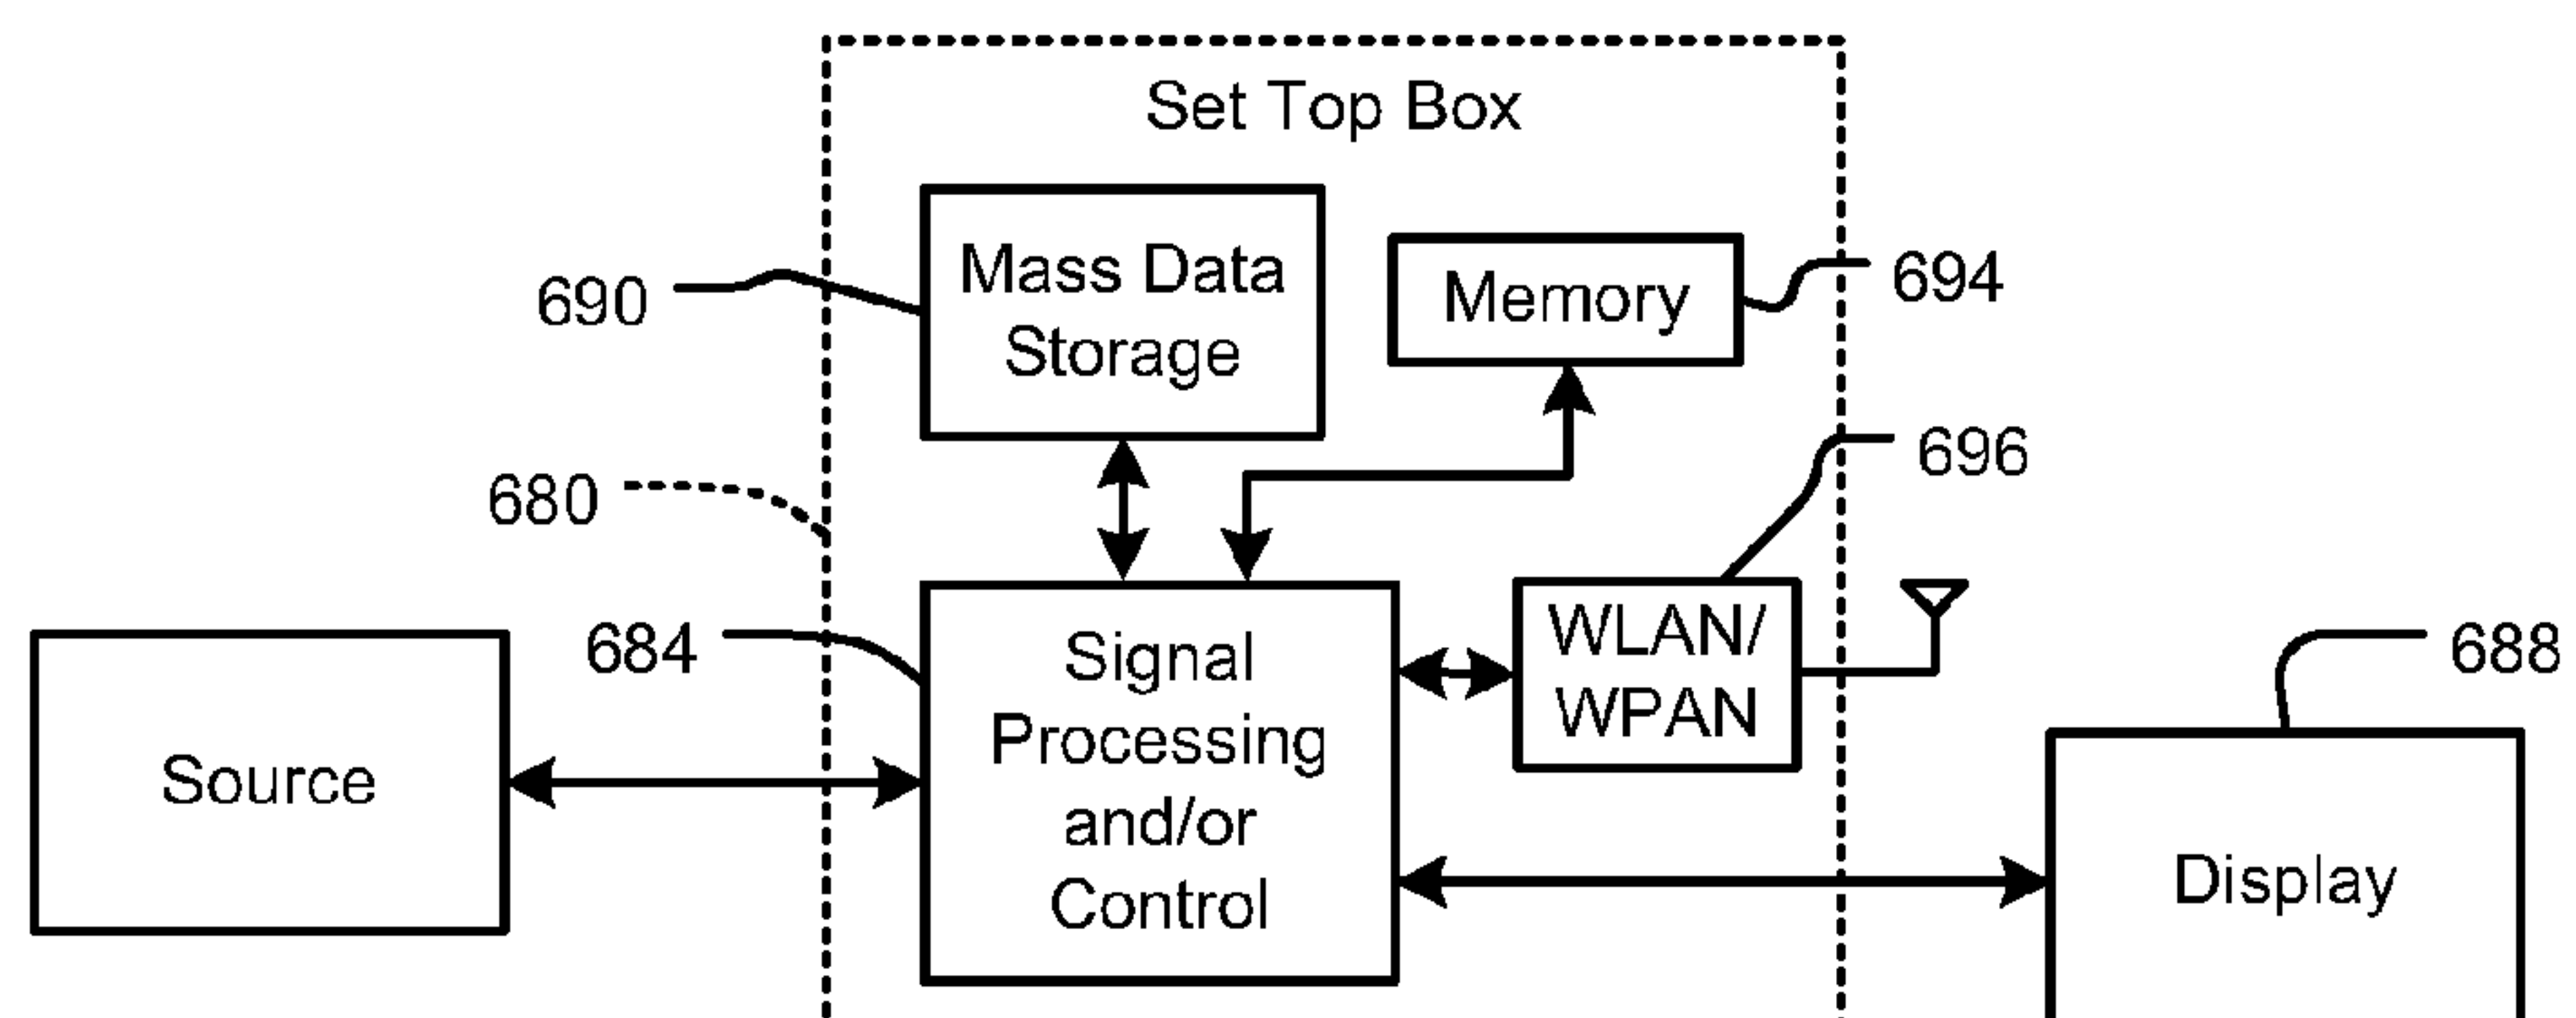 Set Top Box
690
Mass Data
Storage
Memory
694
696
680
684
Signal
Processing
and/or
Control
WLAN/
WPAN
688
Source
Display